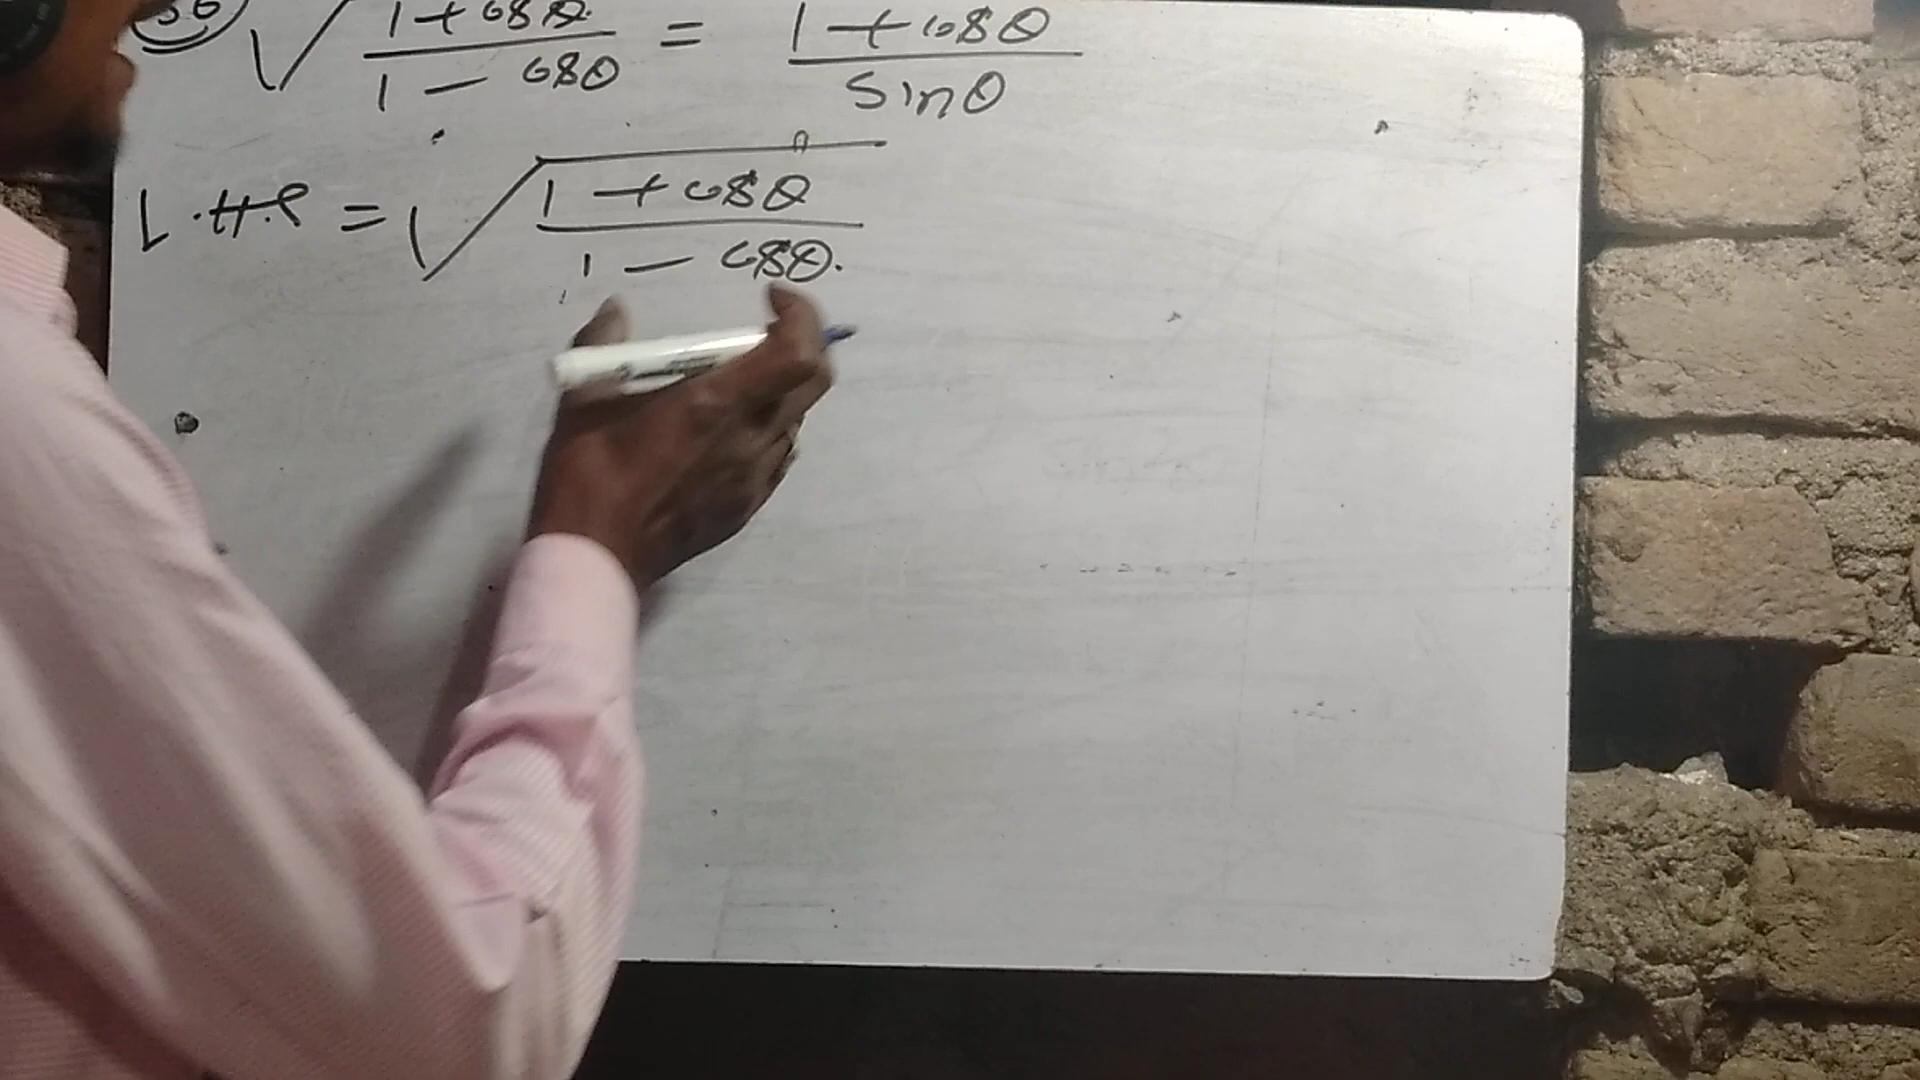 36 √ 1 + cosθ / 1 − cosθ = 1 + cosθ / sinθ
L.H.S = √ 1 + cosθ / 1 − cosθ.